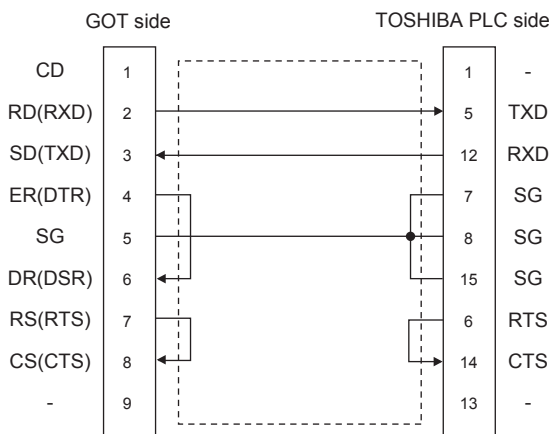 GOT side TOSHIBA PLC side
CD 1 1 -
RD(RXD) 2 5 TXD
SD(TXD) 3 12 RXD
ER(DTR) 4 7 SG
SG 5 8 SG
DR(DSR) 6 15 SG
RS(RTS) 7 6 RTS
CS(CTS) 8 14 CTS
- 9 13 -